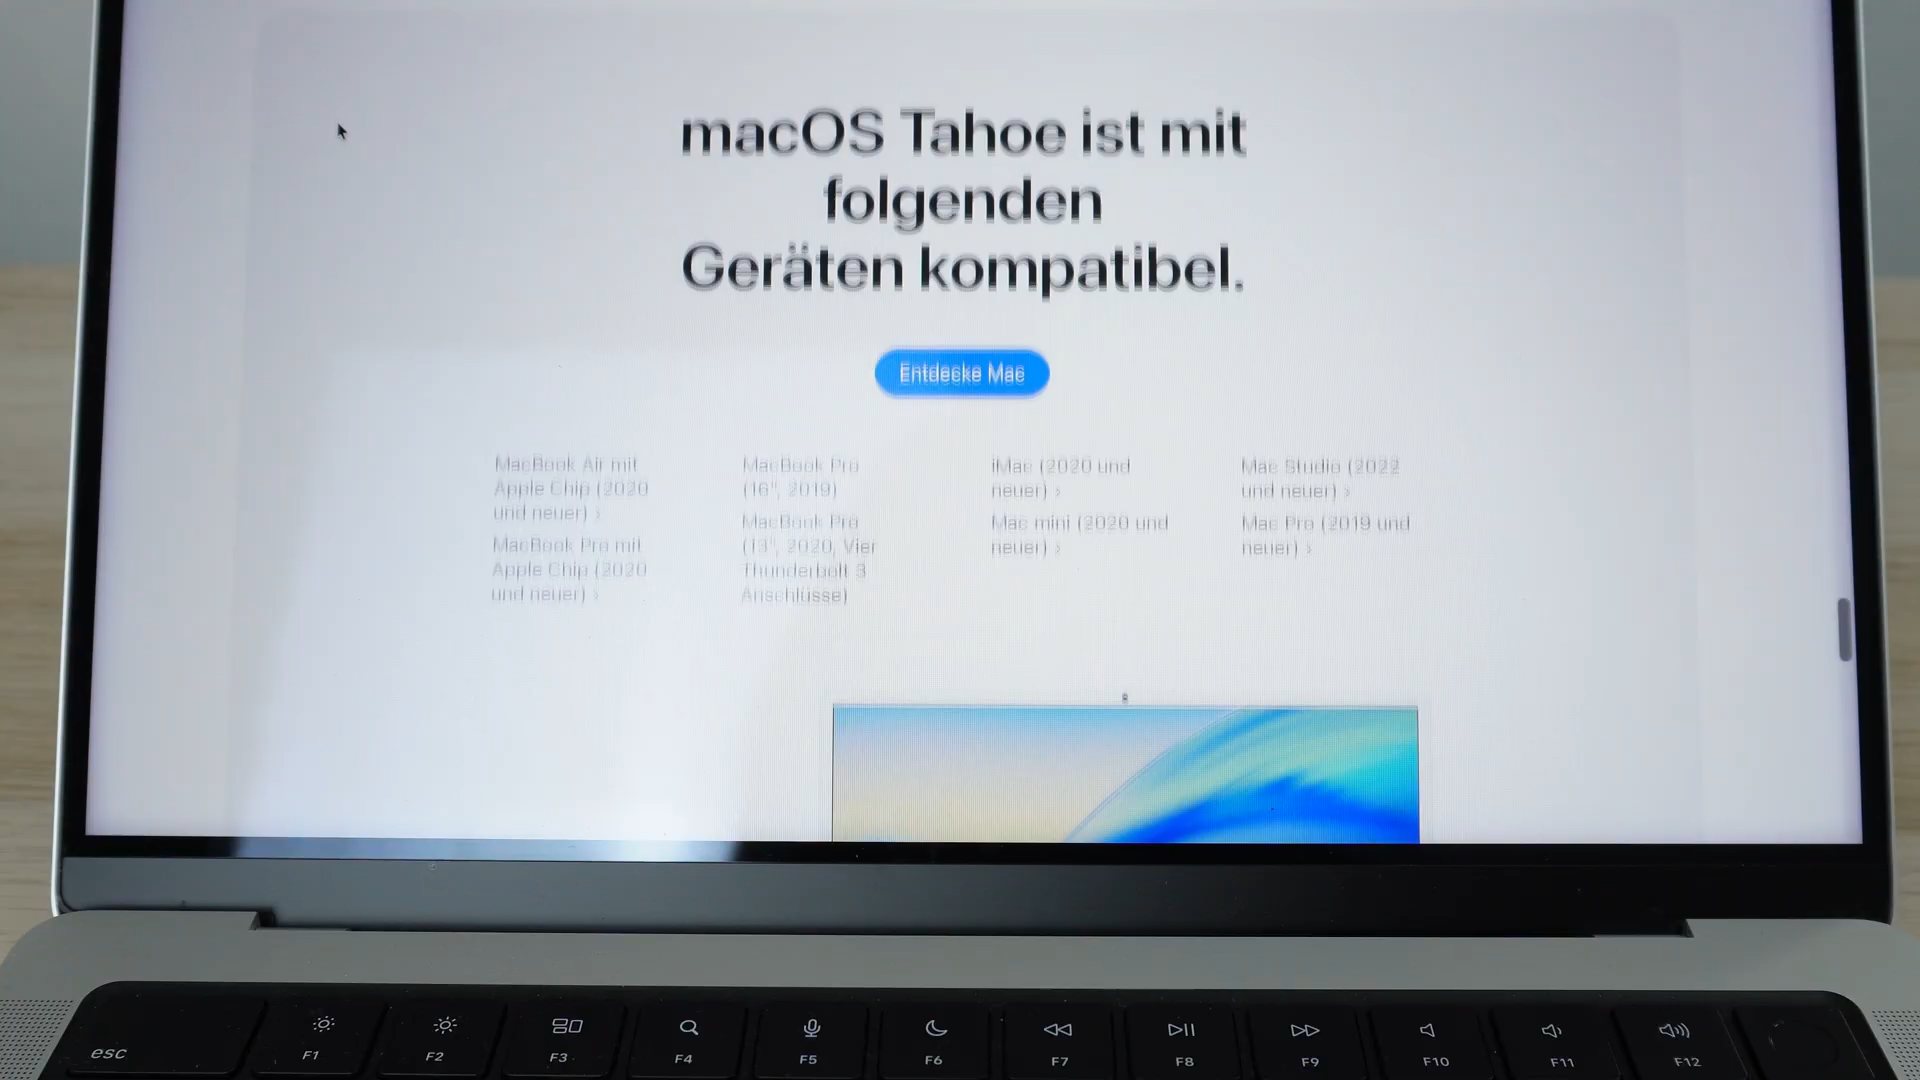 macOS Tahoe ist mit
folgenden
Geräten kompatibel.
Entdecke Mac
MacBook Air mit
Apple Chip (2020
und neuer) ›
MacBook Pro mit
Apple Chip (2020
und neuer) ›
MacBook Pro
(16", 2019)
MacBook Pro
(13", 2020, Vier
Thunderbolt 3
Anschlüsse)
iMac (2020 und
neuer) ›
Mac mini (2020 und
neuer) ›
Mac Studio (2022
und neuer) ›
Mac Pro (2019 und
neuer) ›
esc
F1
F2
F3
F4
F5
F6
F7
F8
F9
F10
F11
F12